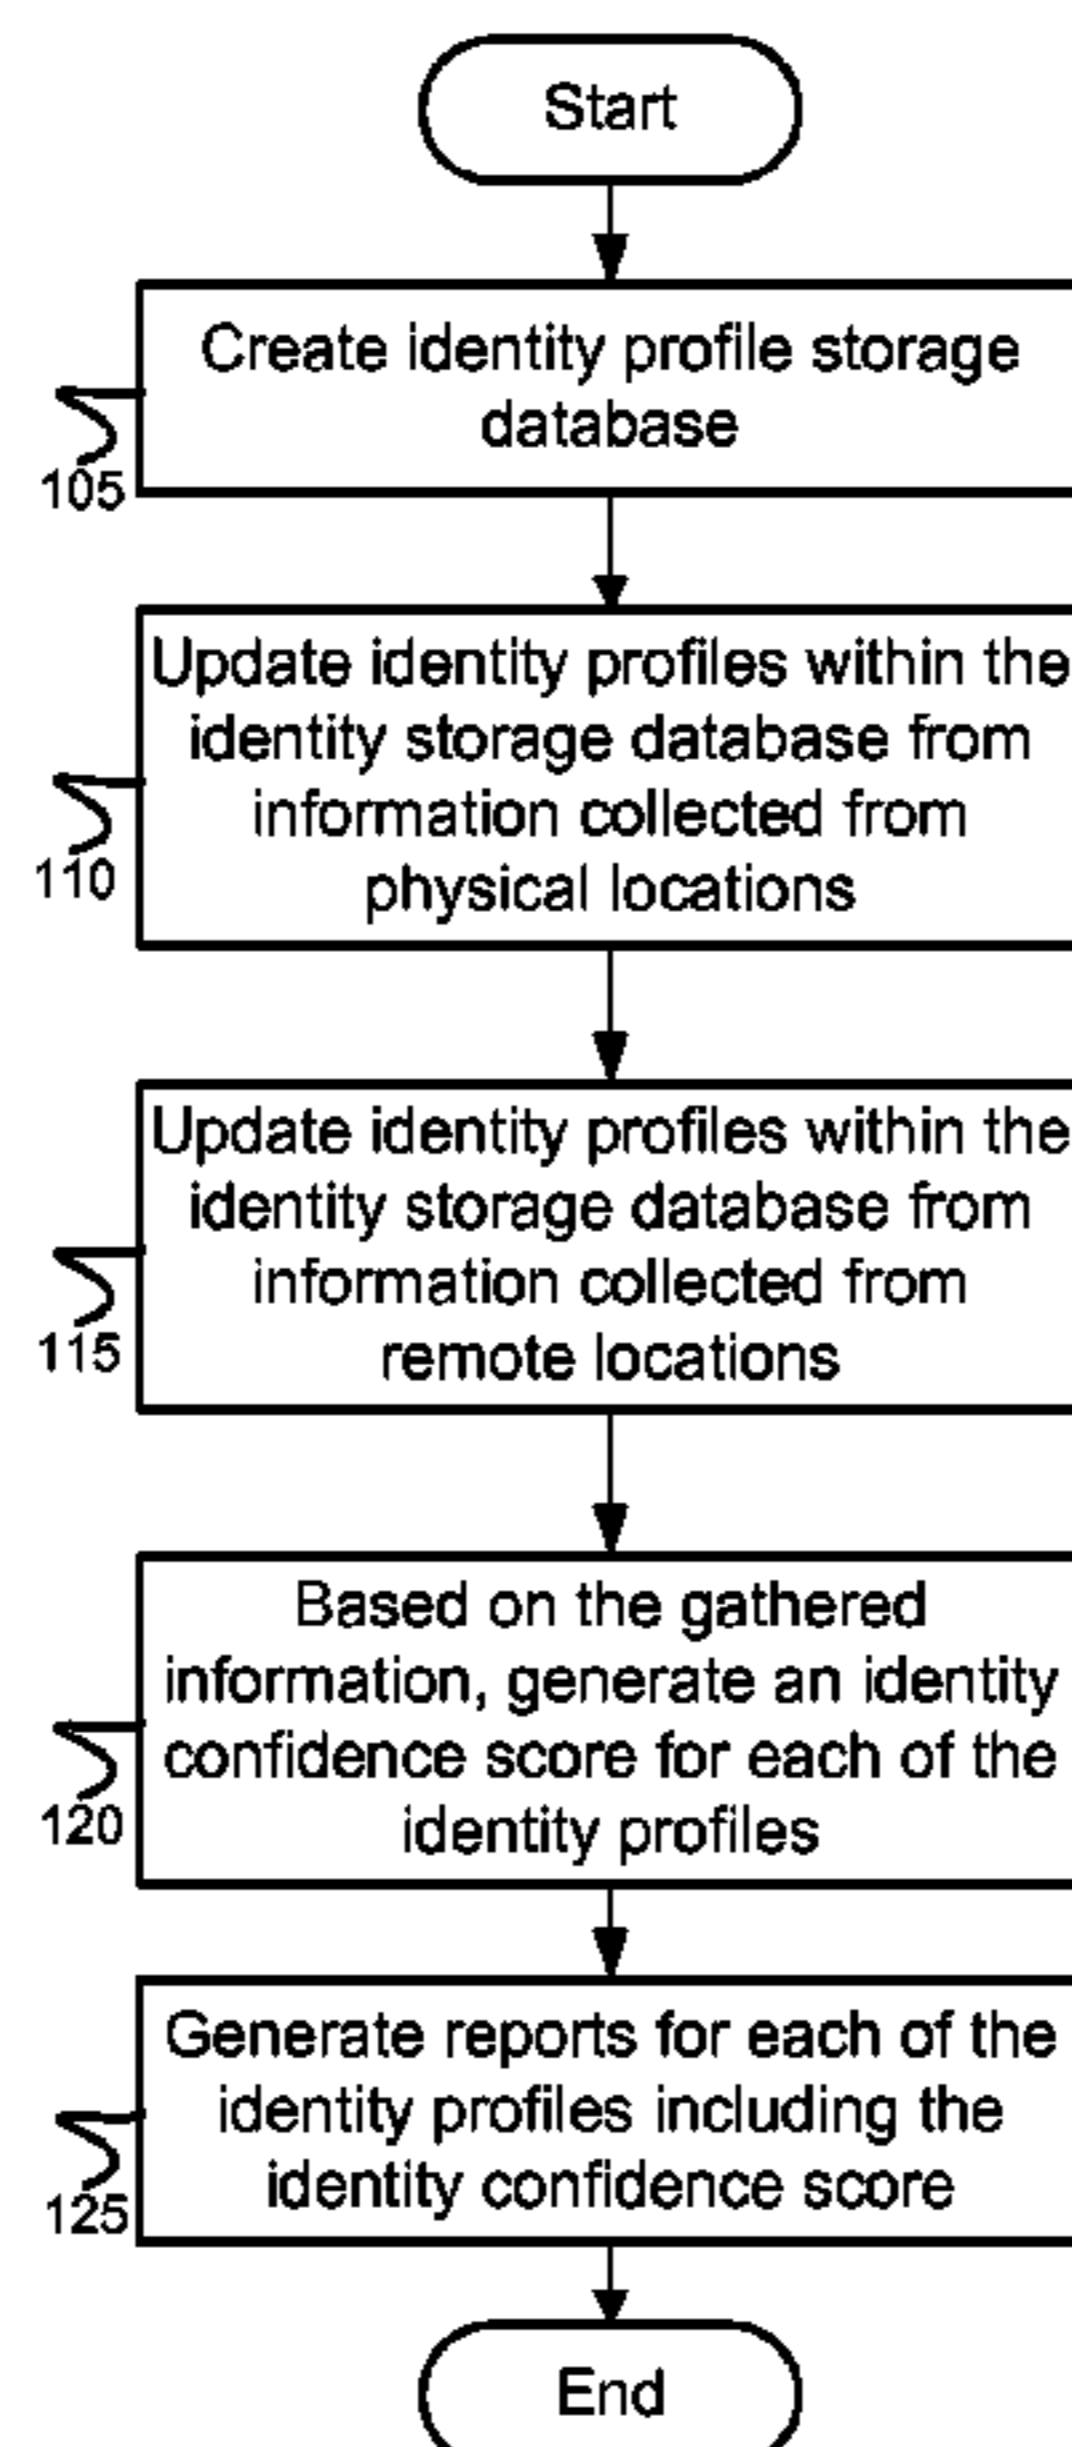 Start
Create identity profile storage
database
105
Update identity profiles within the
identity storage database from
information collected from
physical locations
110
Update identity profiles within the
identity storage database from
information collected from
remote locations
115
Based on the gathered
information, generate an identity
confidence score for each of the
identity profiles
120
Generate reports for each of the
identity profiles including the
identity confidence score
125
End